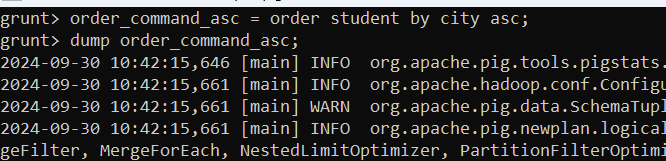 grunt> order_command_asc = order student by city asc;
grunt> dump order_command_asc;
2024-09-30 10:42:15,646 [main] INFO  org.apache.pig.tools.pigstats.
2024-09-30 10:42:15,661 [main] INFO  org.apache.hadoop.conf.Configu
2024-09-30 10:42:15,661 [main] WARN  org.apache.pig.data.SchemaTupl
2024-09-30 10:42:15,661 [main] INFO  org.apache.pig.newplan.logical
geFilter, MergeForEach, NestedLimitOptimizer, PartitionFilterOptimi